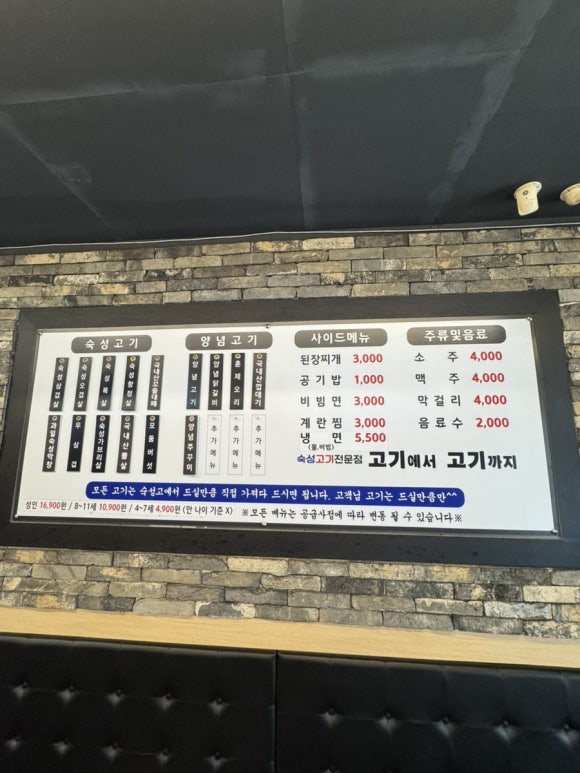 숙성고기
양념고기
사이드메뉴
주류및음료
숙성삼겹살
숙성오겹살
숙성목살
숙성항정살
양념고기
양념닭갈비
훈제오리
국내산껍데기
우삼겹
숙성가브리살
모듬버섯
양념쭈꾸미
추가메뉴
추가메뉴
추가메뉴
된장찌개 3,000
공기밥 1,000
비빔면 3,000
계란찜 3,000
냉면 5,500
(물,비빔)
소주 4,000
맥주 4,000
막걸리 4,000
음료수 2,000
숙성고기전문점 고기에서 고기까지
모든 고기는 숙성고에서 드실만큼 직접 가져다 드시면 됩니다. 고객님 고기는 드실만큼만^^
성인 16,900원 / 8~11세 10,900원 / 4~7세 4,900원 (만 나이 기준 X) ※모든 메뉴는 공급사정에 따라 변동 될 수 있습니다※